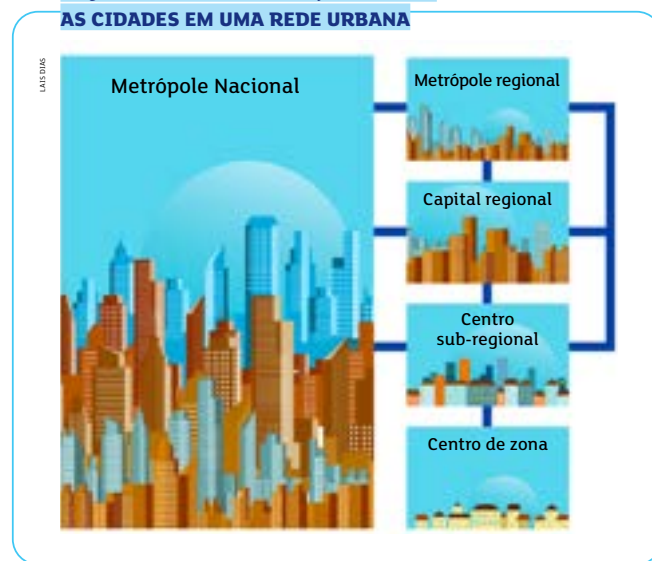 AS CIDADES EM UMA REDE URBANA
LAIS DIAS
Metrópole Nacional
Metrópole regional
Capital regional
Centro
sub-regional
Centro de zona